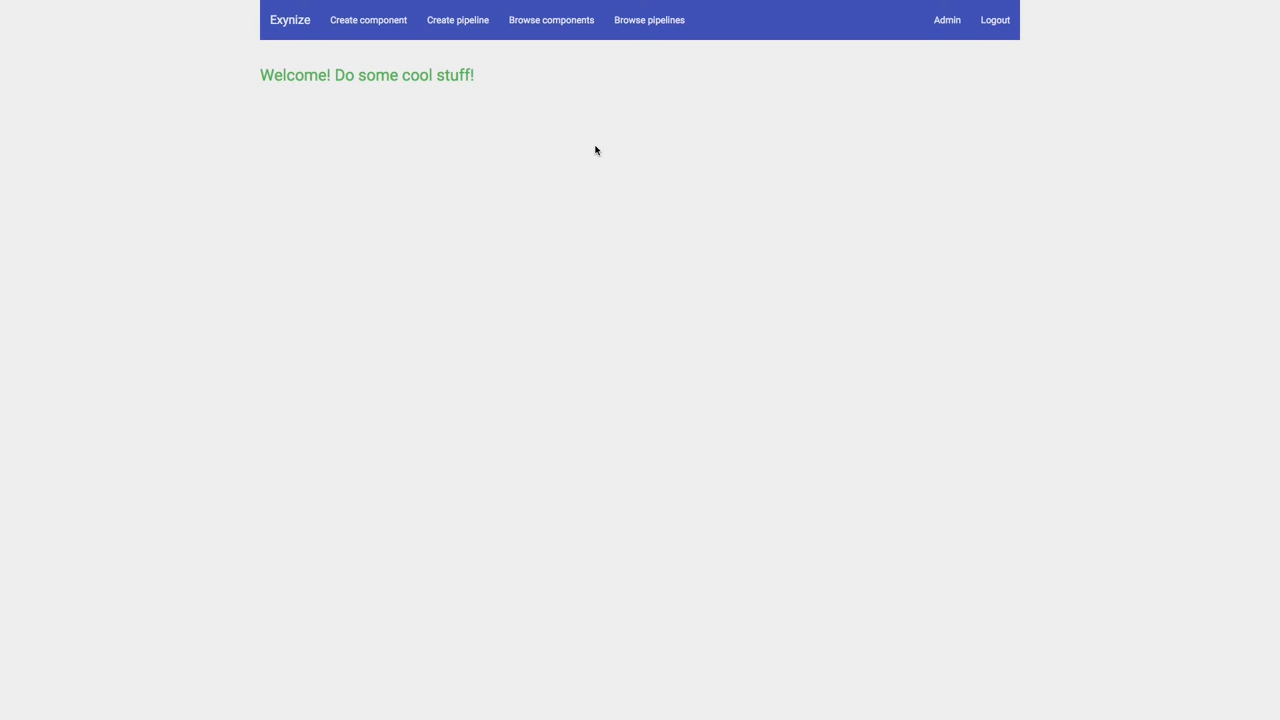 Exynize Create component Create pipeline Browse components Browse pipelines Admin Logout
Welcome! Do some cool stuff!